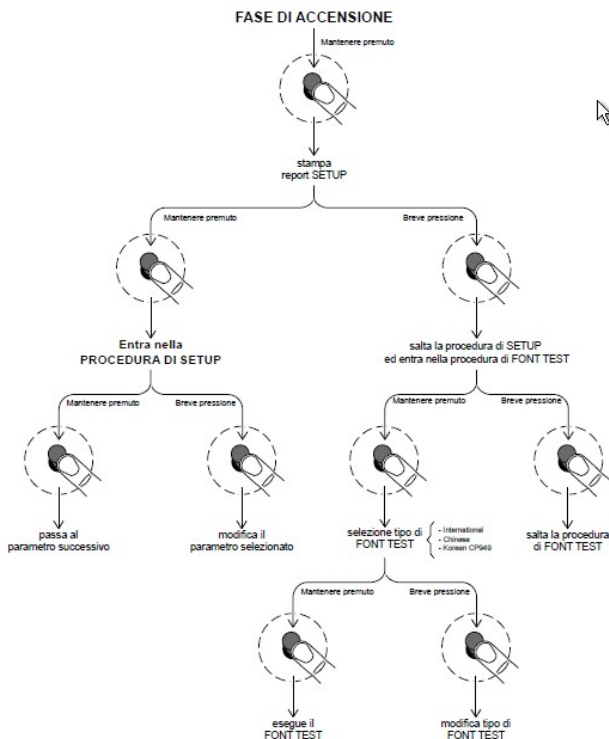 FASE DI ACCENSIONE
Mantenere premuto
stampa
report SETUP
Mantenere premuto
Breve pressione
Entra nella
PROCEDURA DI SETUP
salta la procedura di SETUP
ed entra nella procedura di FONT TEST
Mantenere premuto
Breve pressione
Mantenere premuto
Breve pressione
passa al
parametro successivo
modifica il
parametro selezionato
selezione tipo di
FONT TEST
- International
- Chinese
- Korean CP949
salta la procedura
di FONT TEST
Mantenere premuto
Breve pressione
esegue il
FONT TEST
modifica tipo di
FONT TEST